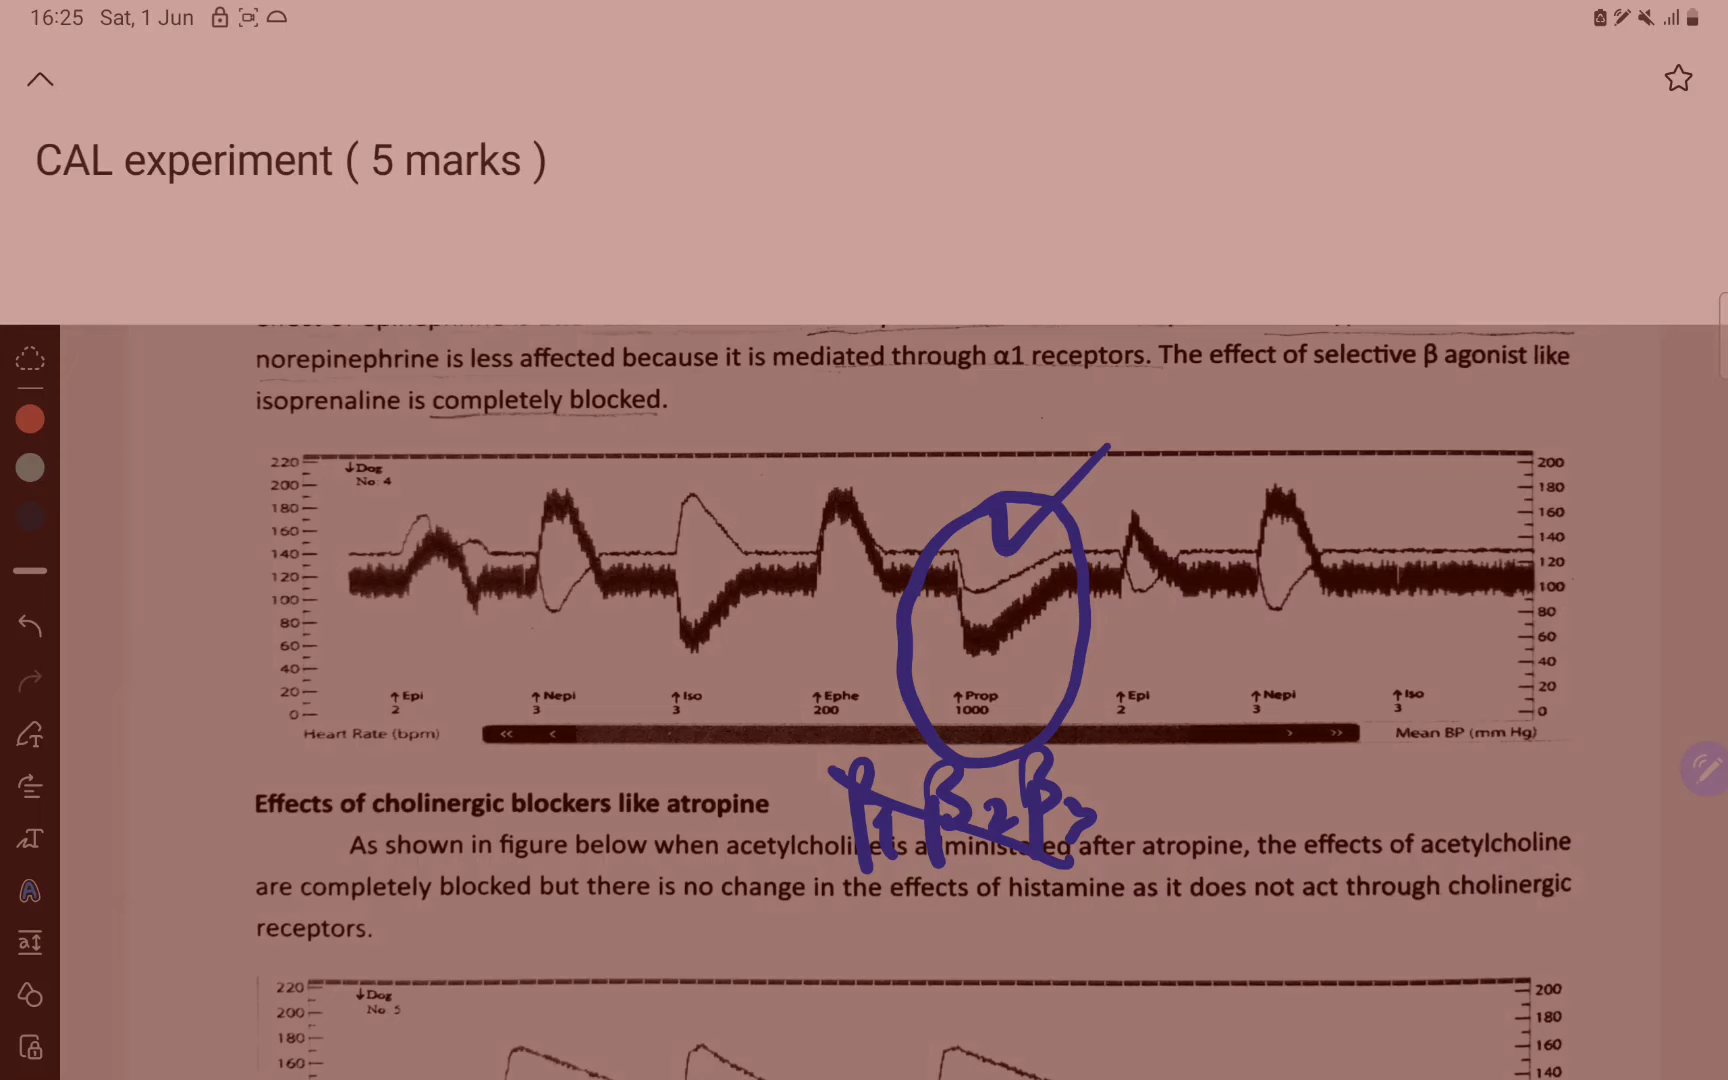 16:25 Sat, 1 Jun
CAL experiment ( 5 marks )
norepinephrine is less affected because it is mediated through α1 receptors. The effect of selective β agonist like
isoprenaline is completely blocked.
220 200
↓Dog
No: 4
200 180
180 160
160 140
140 120
120 100
100 80
80 60
60 40
40 20
20 0
0
↑Epi ↑Nepi ↑Iso ↑Ephe ↑Prop ↑Epi ↑Nepi ↑Iso
2 3 3 200 1000 2 3 3
Heart Rate (bpm) << < > >> Mean BP (mm Hg)
β1 β2 β3
Effects of cholinergic blockers like atropine
As shown in figure below when acetylcholine is administered after atropine, the effects of acetylcholine
are completely blocked but there is no change in the effects of histamine as it does not act through cholinergic
receptors.
220 200
↓Dog
No: 5
200 180
180 160
160 140